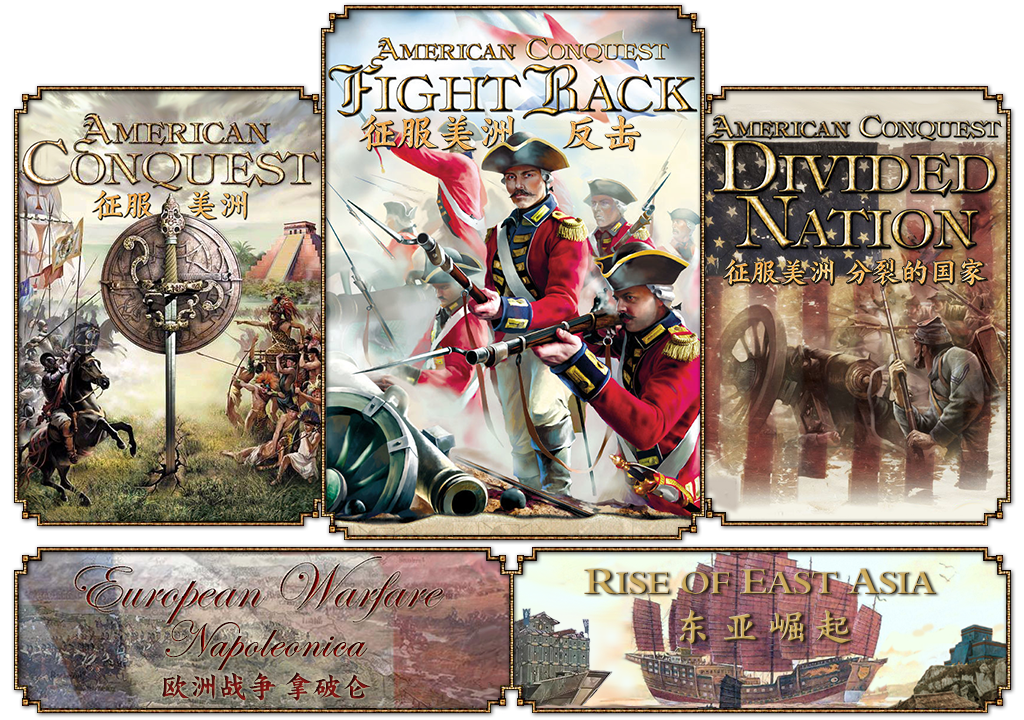 AMERICAN
CONQUEST
征服 美洲
AMERICAN CONQUEST
FIGHT BACK
征服美洲 反击
AMERICAN CONQUEST
DIVIDED
NATION
征服美洲 分裂的国家
European Warfare
Napoleonica
欧洲战争 拿破仑
RISE OF EAST ASIA
东亚崛起